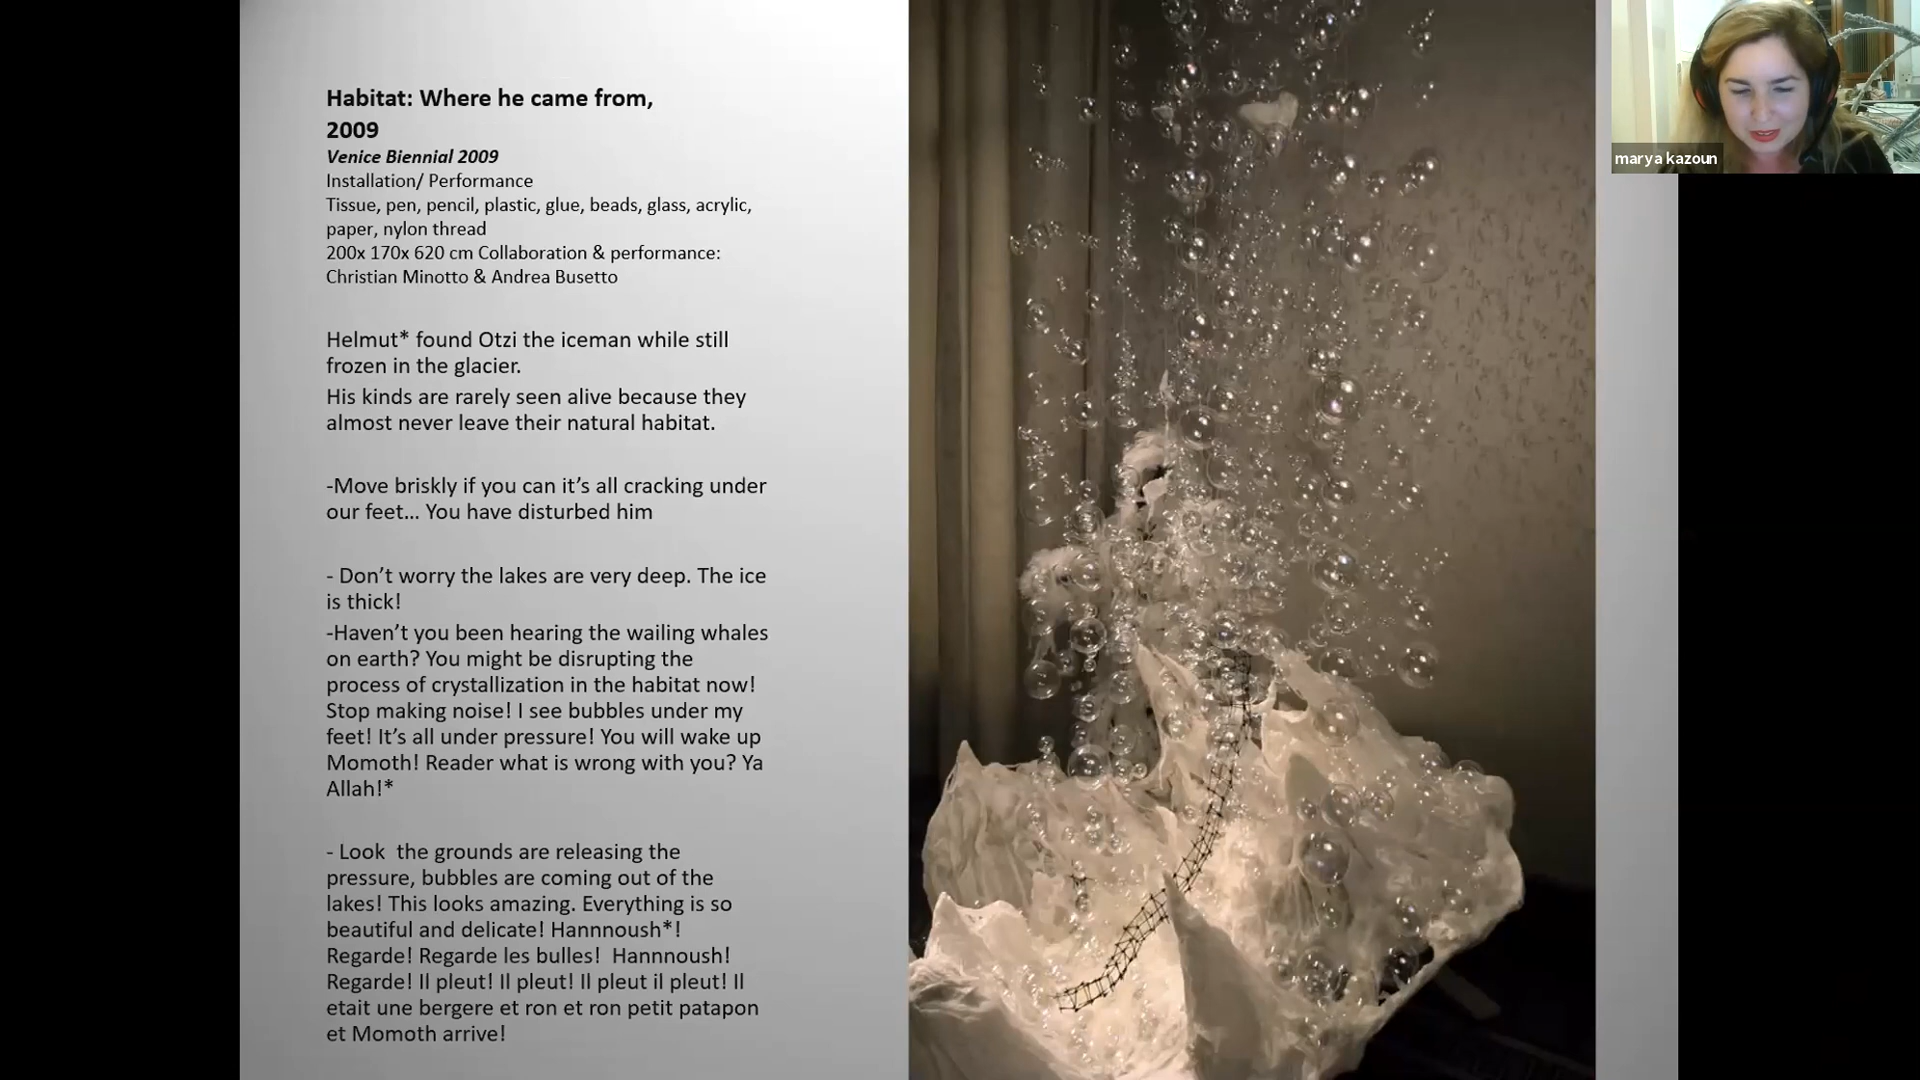 Habitat: Where he came from,
2009
Venice Biennial 2009
Installation/ Performance
Tissue, pen, pencil, plastic, glue, beads, glass, acrylic,
paper, nylon thread
200x 170x 620 cm Collaboration & performance:
Christian Minotto & Andrea Busetto
Helmut* found Otzi the iceman while still
frozen in the glacier.
His kinds are rarely seen alive because they
almost never leave their natural habitat.
-Move briskly if you can it’s all cracking under
our feet… You have disturbed him
- Don’t worry the lakes are very deep. The ice
is thick!
-Haven’t you been hearing the wailing whales
on earth? You might be disrupting the
process of crystallization in the habitat now!
Stop making noise! I see bubbles under my
feet! It’s all under pressure! You will wake up
Momoth! Reader what is wrong with you? Ya
Allah!*
- Look  the grounds are releasing the
pressure, bubbles are coming out of the
lakes! This looks amazing. Everything is so
beautiful and delicate! Hannnoush*!
Regarde! Regarde les bulles!  Hannnoush!
Regarde! Il pleut! Il pleut! Il pleut il pleut! Il
etait une bergere et ron et ron petit patapon
et Momoth arrive!
marya kazoun